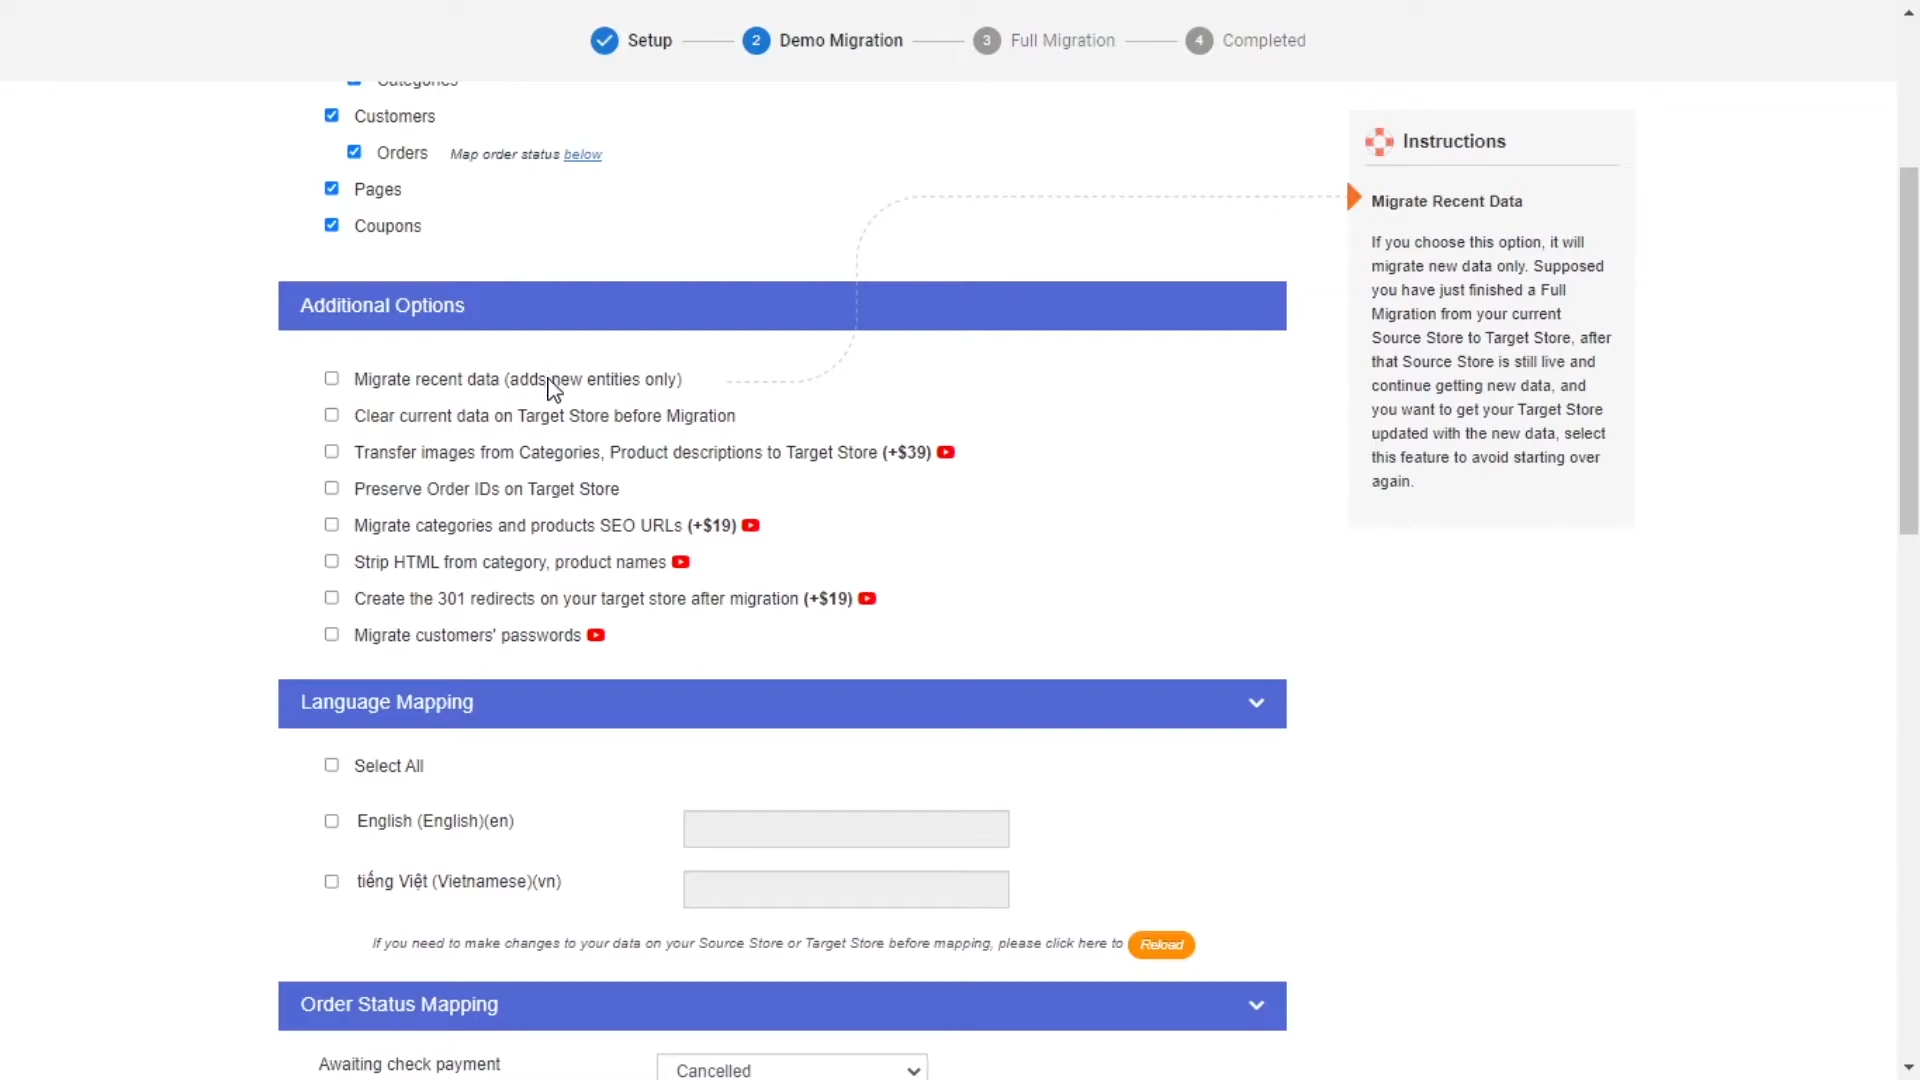 Setup
2
Demo Migration
3
Full Migration
4
Completed
Categories
Customers
Orders
Map order status below
Pages
Coupons
Additional Options
Migrate recent data (adds new entities only)
Clear current data on Target Store before Migration
Transfer images from Categories, Product descriptions to Target Store (+$39)
Preserve Order IDs on Target Store
Migrate categories and products SEO URLs (+$19)
Strip HTML from category, product names
Create the 301 redirects on your target store after migration (+$19)
Migrate customers' passwords
Language Mapping
Select All
English (English)(en)
tiếng Việt (Vietnamese)(vn)
If you need to make changes to your data on your Source Store or Target Store before mapping, please click here to
Reload
Order Status Mapping
Awaiting check payment
Cancelled
Instructions
Migrate Recent Data
If you choose this option, it will
migrate new data only. Supposed
you have just finished a Full
Migration from your current
Source Store to Target Store, after
that Source Store is still live and
continue getting new data, and
you want to get your Target Store
updated with the new data, select
this feature to avoid starting over
again.